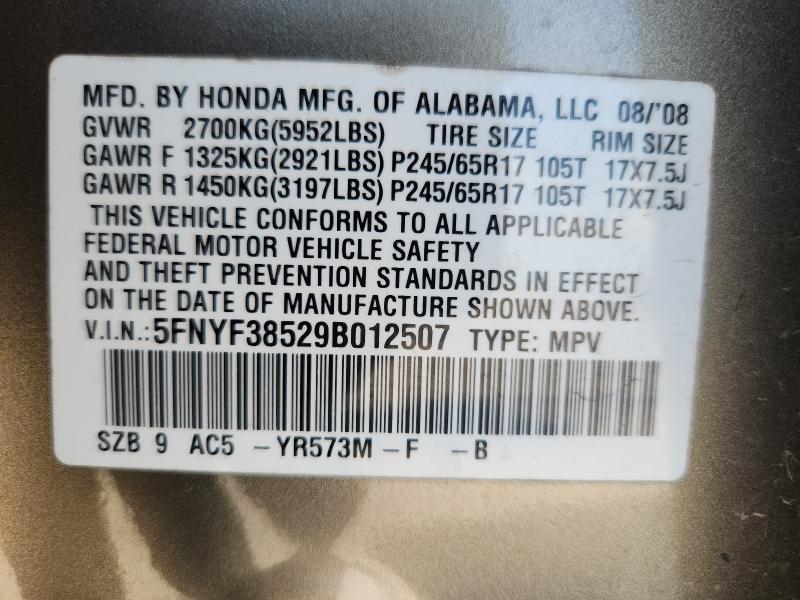 MFD. BY HONDA MFG. OF ALABAMA, LLC 08/'08
GVWR 2700KG(5952LBS) TIRE SIZE RIM SIZE
GAWR F 1325KG(2921LBS) P245/65R17 105T 17X7.5J
GAWR R 1450KG(3197LBS) P245/65R17 105T 17X7.5J
THIS VEHICLE CONFORMS TO ALL APPLICABLE
FEDERAL MOTOR VEHICLE SAFETY
AND THEFT PREVENTION STANDARDS IN EFFECT
ON THE DATE OF MANUFACTURE SHOWN ABOVE.
V.I.N.:5FNYF38529B012507 TYPE: MPV
SZB 9 AC5 -YR573M -F -B